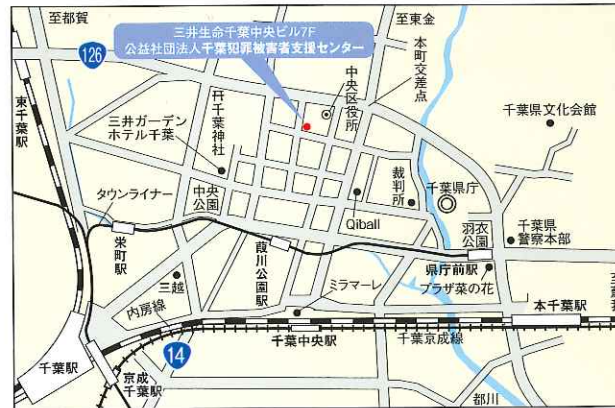 至都賀
至東金
126
三井生命千葉中央ビル7F
公益社団法人千葉犯罪被害者支援センター
本町交差点
中央区役所
東千葉駅
千葉神社
三井ガーデン
ホテル千葉
千葉県文化会館
裁判所
千葉県庁
タウンライナー
中央
公園
Qiball
羽衣
公園
千葉県
警察本部
栄町駅
葭川公園駅
県庁前駅
プラザ菜の花
三越
ミラマーレ
内房線
本千葉駅
14
千葉中央駅
千葉京成線
千葉駅
京成
千葉駅
都川